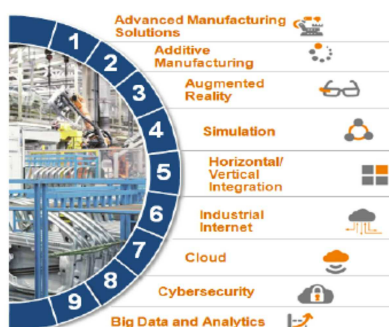 1 Advanced Manufacturing
Solutions
2 Additive
Manufacturing
3 Augmented
Reality
4 Simulation
5 Horizontal/
Vertical
Integration
6 Industrial
Internet
7 Cloud
8 Cybersecurity
9 Big Data and Analytics